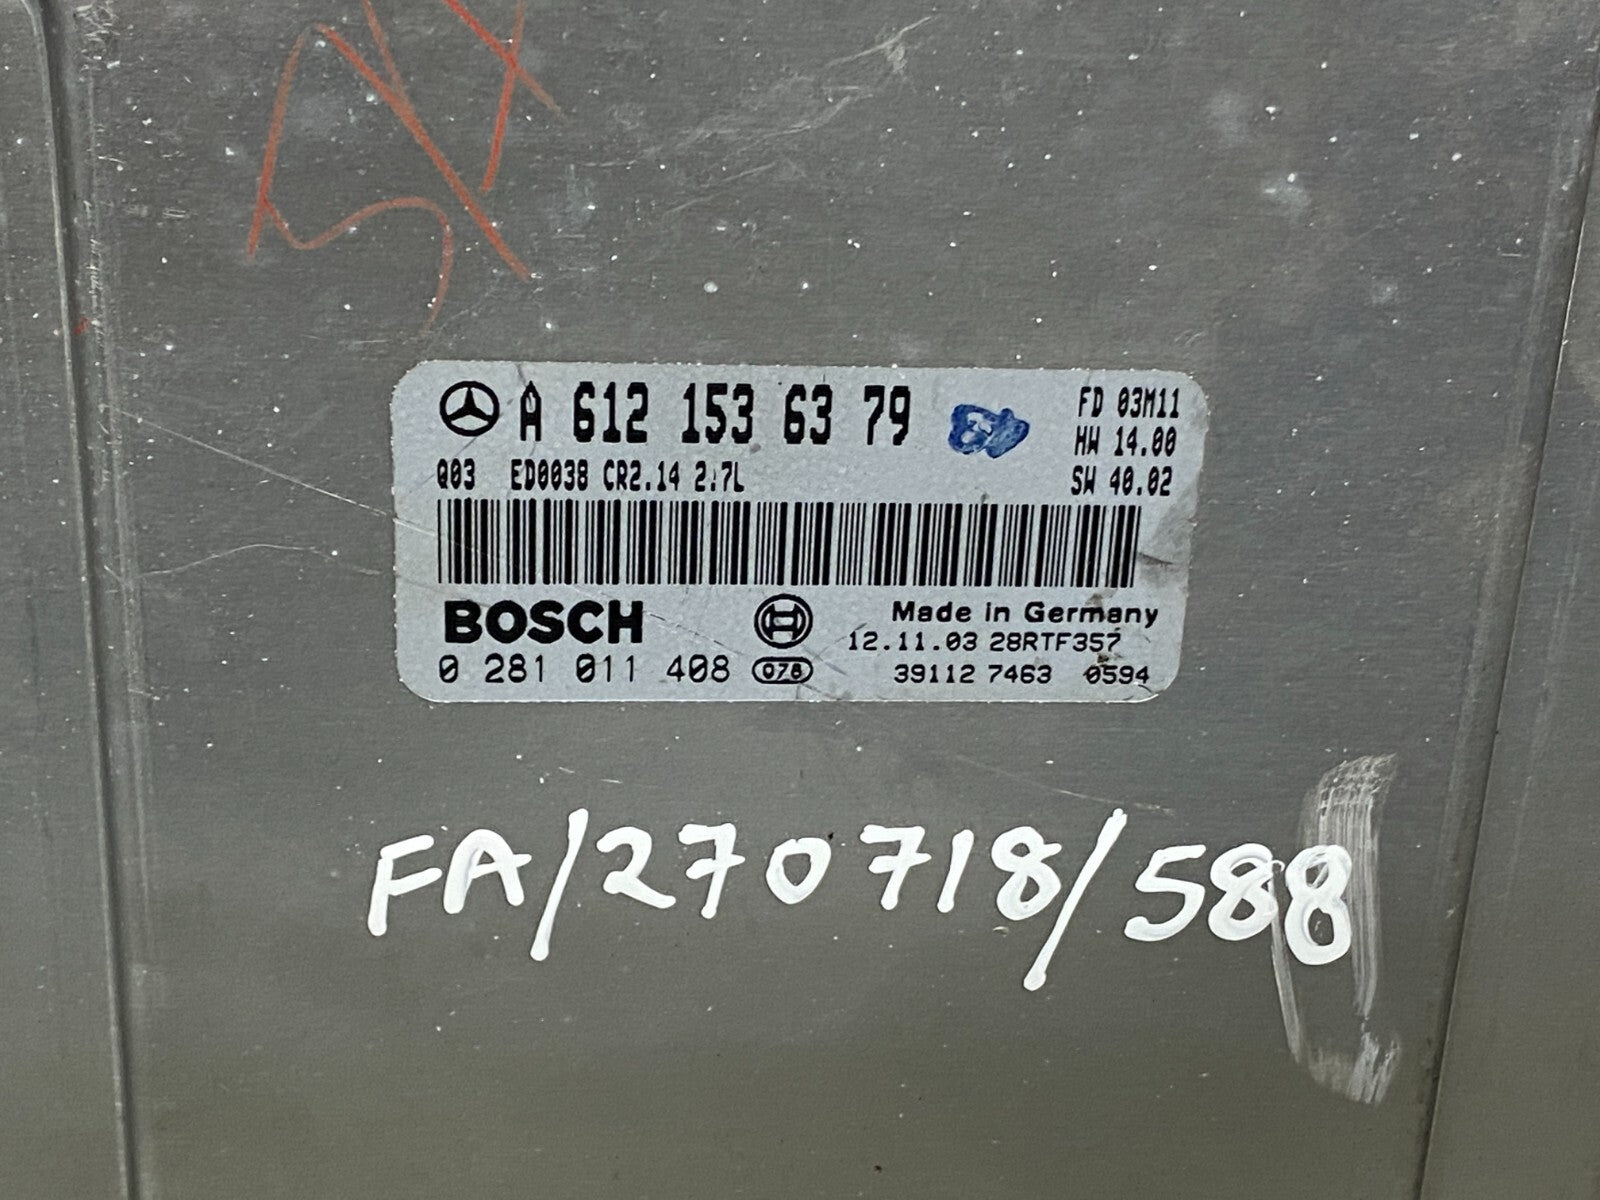 A 612 153 63 79
FD 03M11
HW 14.00
Q03 ED0038 CR2.14 2.7L
SW 40.02
BOSCH
Made in Germany
12.11.03 28RTF357
0 281 011 408 078
391127 7463 0594
FA/270718/588